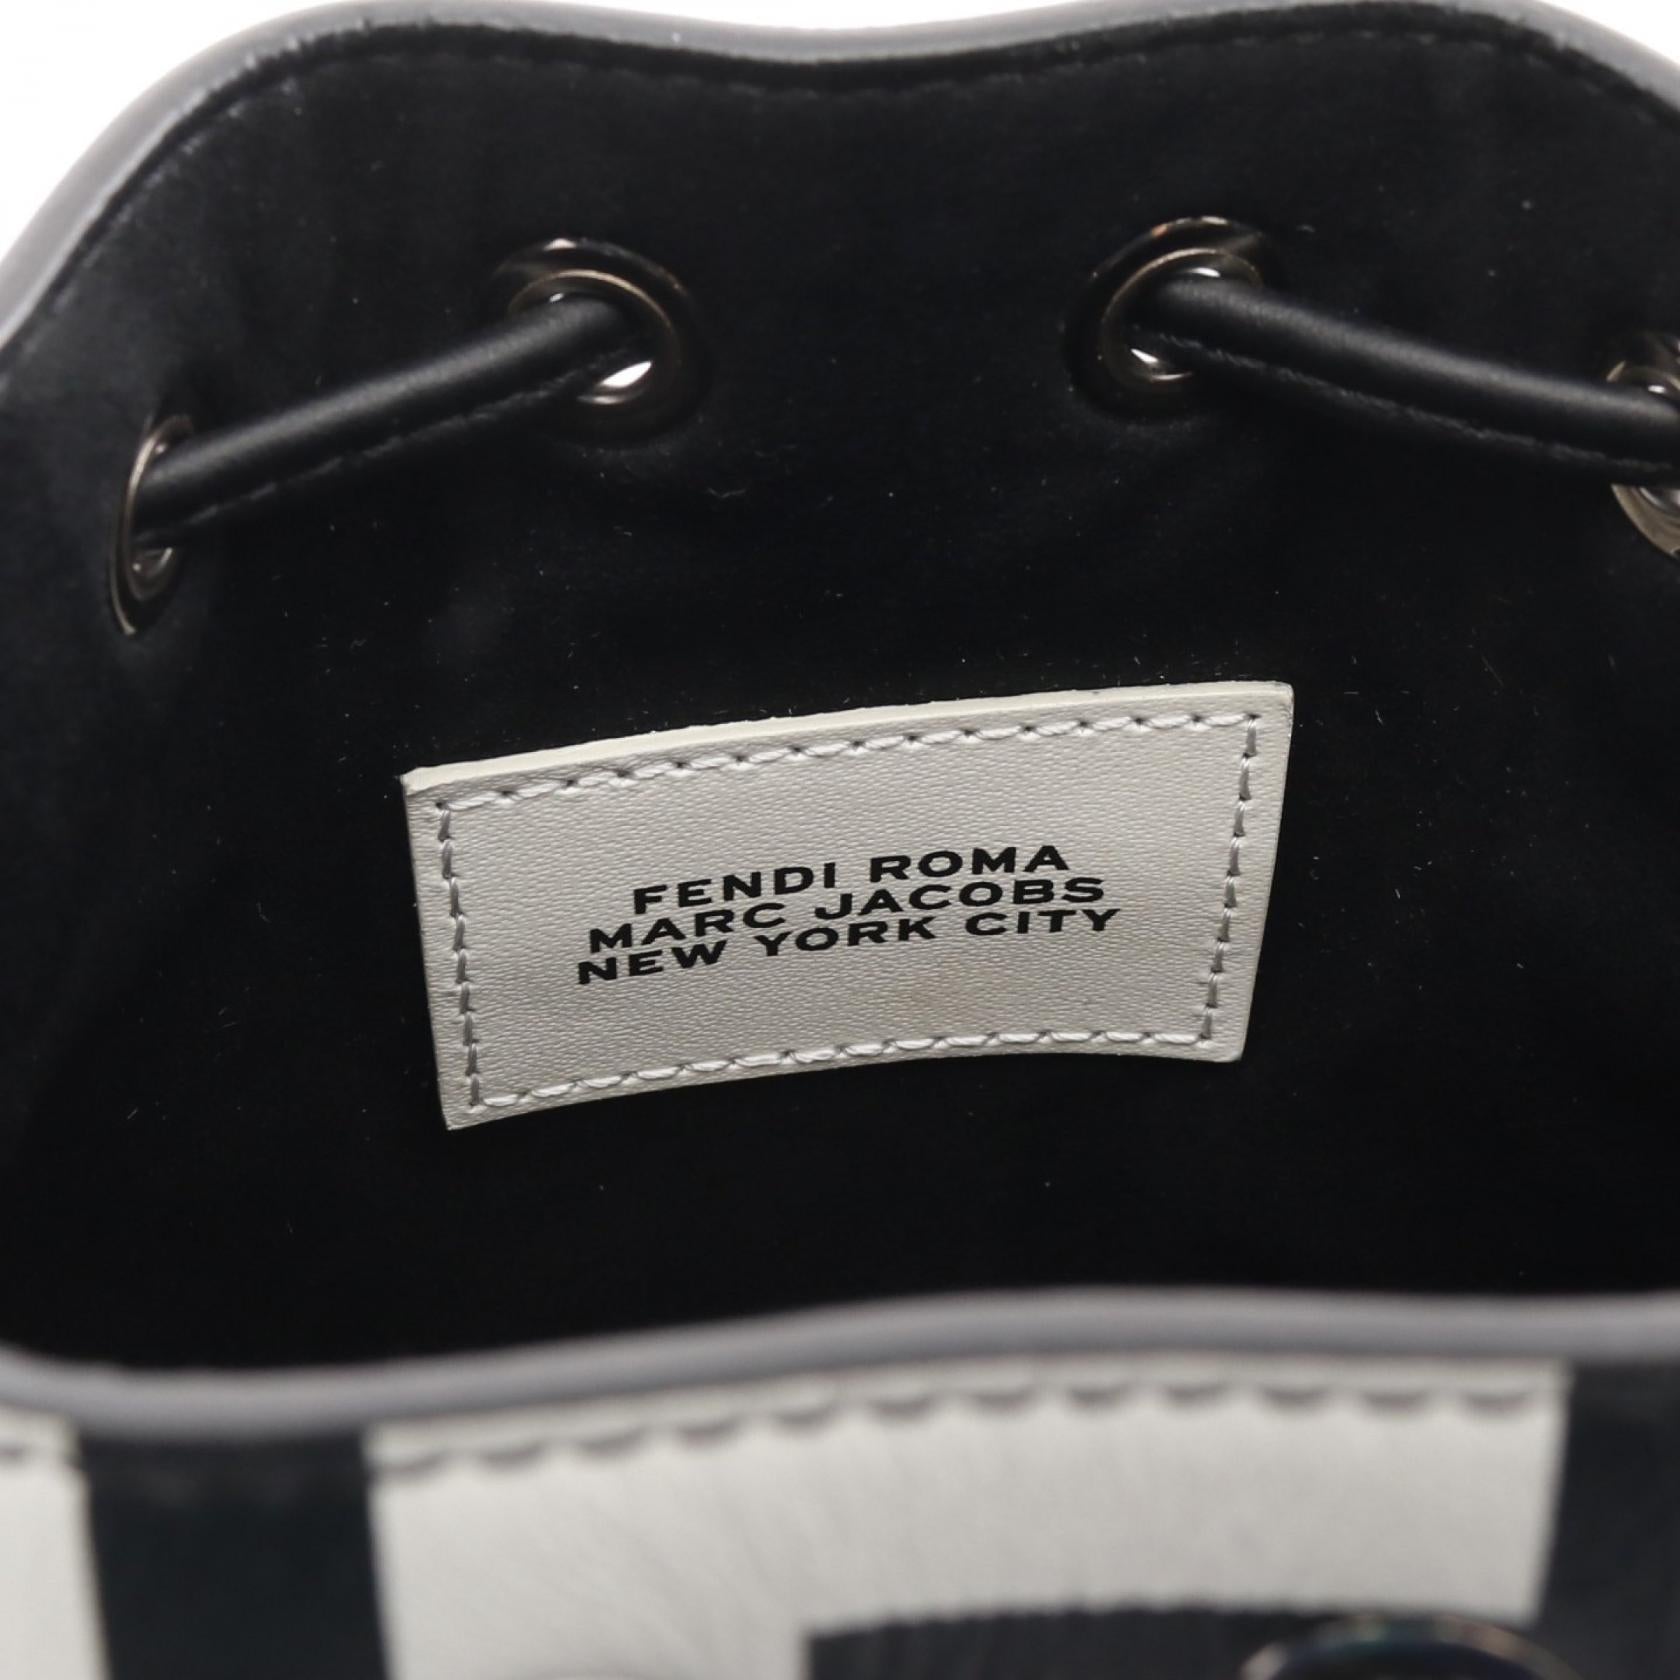 FENDI ROMA
MARC JACOBS
NEW YORK CITY